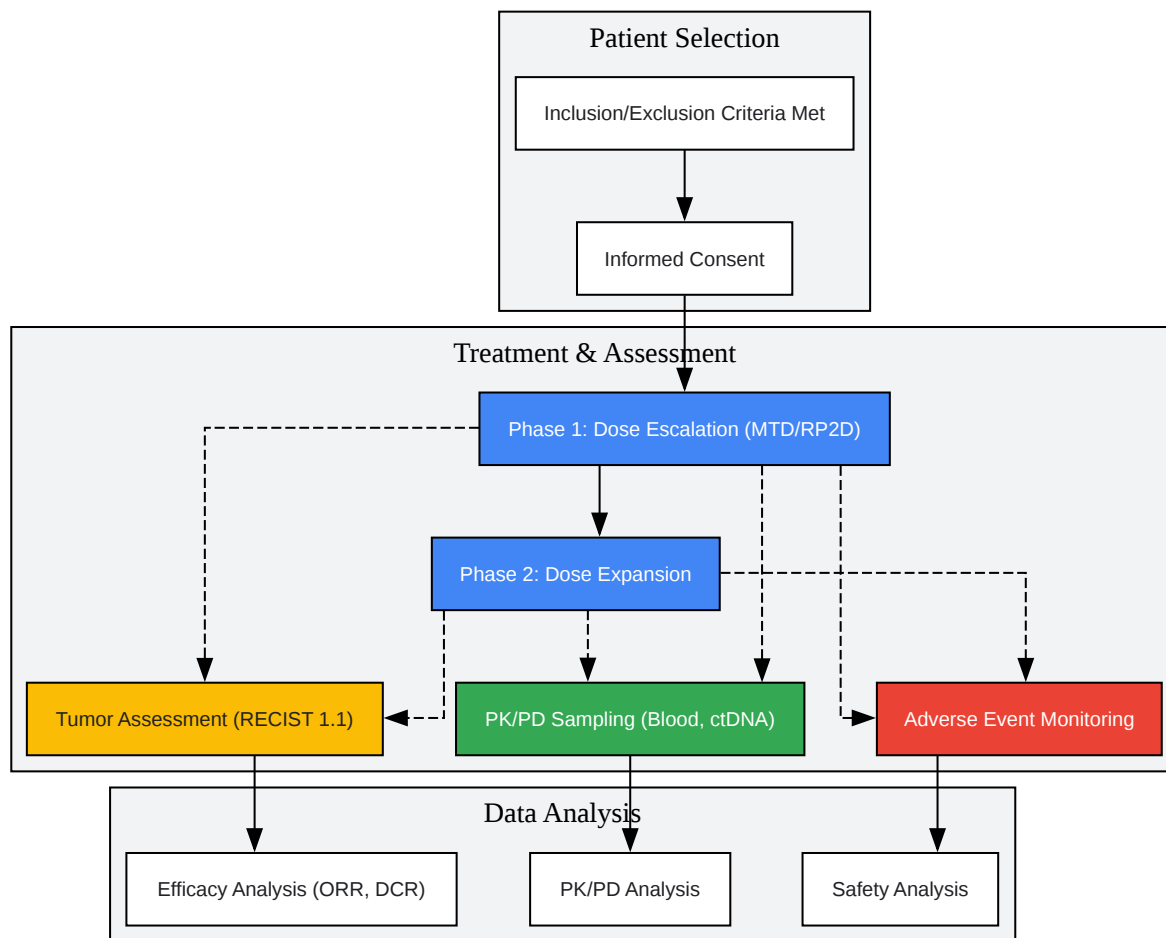 Patient Selection
Inclusion/Exclusion Criteria Met
Informed Consent
Treatment & Assessment
Phase 1: Dose Escalation (MTD/RP2D)
Phase 2: Dose Expansion
Tumor Assessment (RECIST 1.1)
PK/PD Sampling (Blood, ctDNA)
Adverse Event Monitoring
Data Analysis
Efficacy Analysis (ORR, DCR)
PK/PD Analysis
Safety Analysis